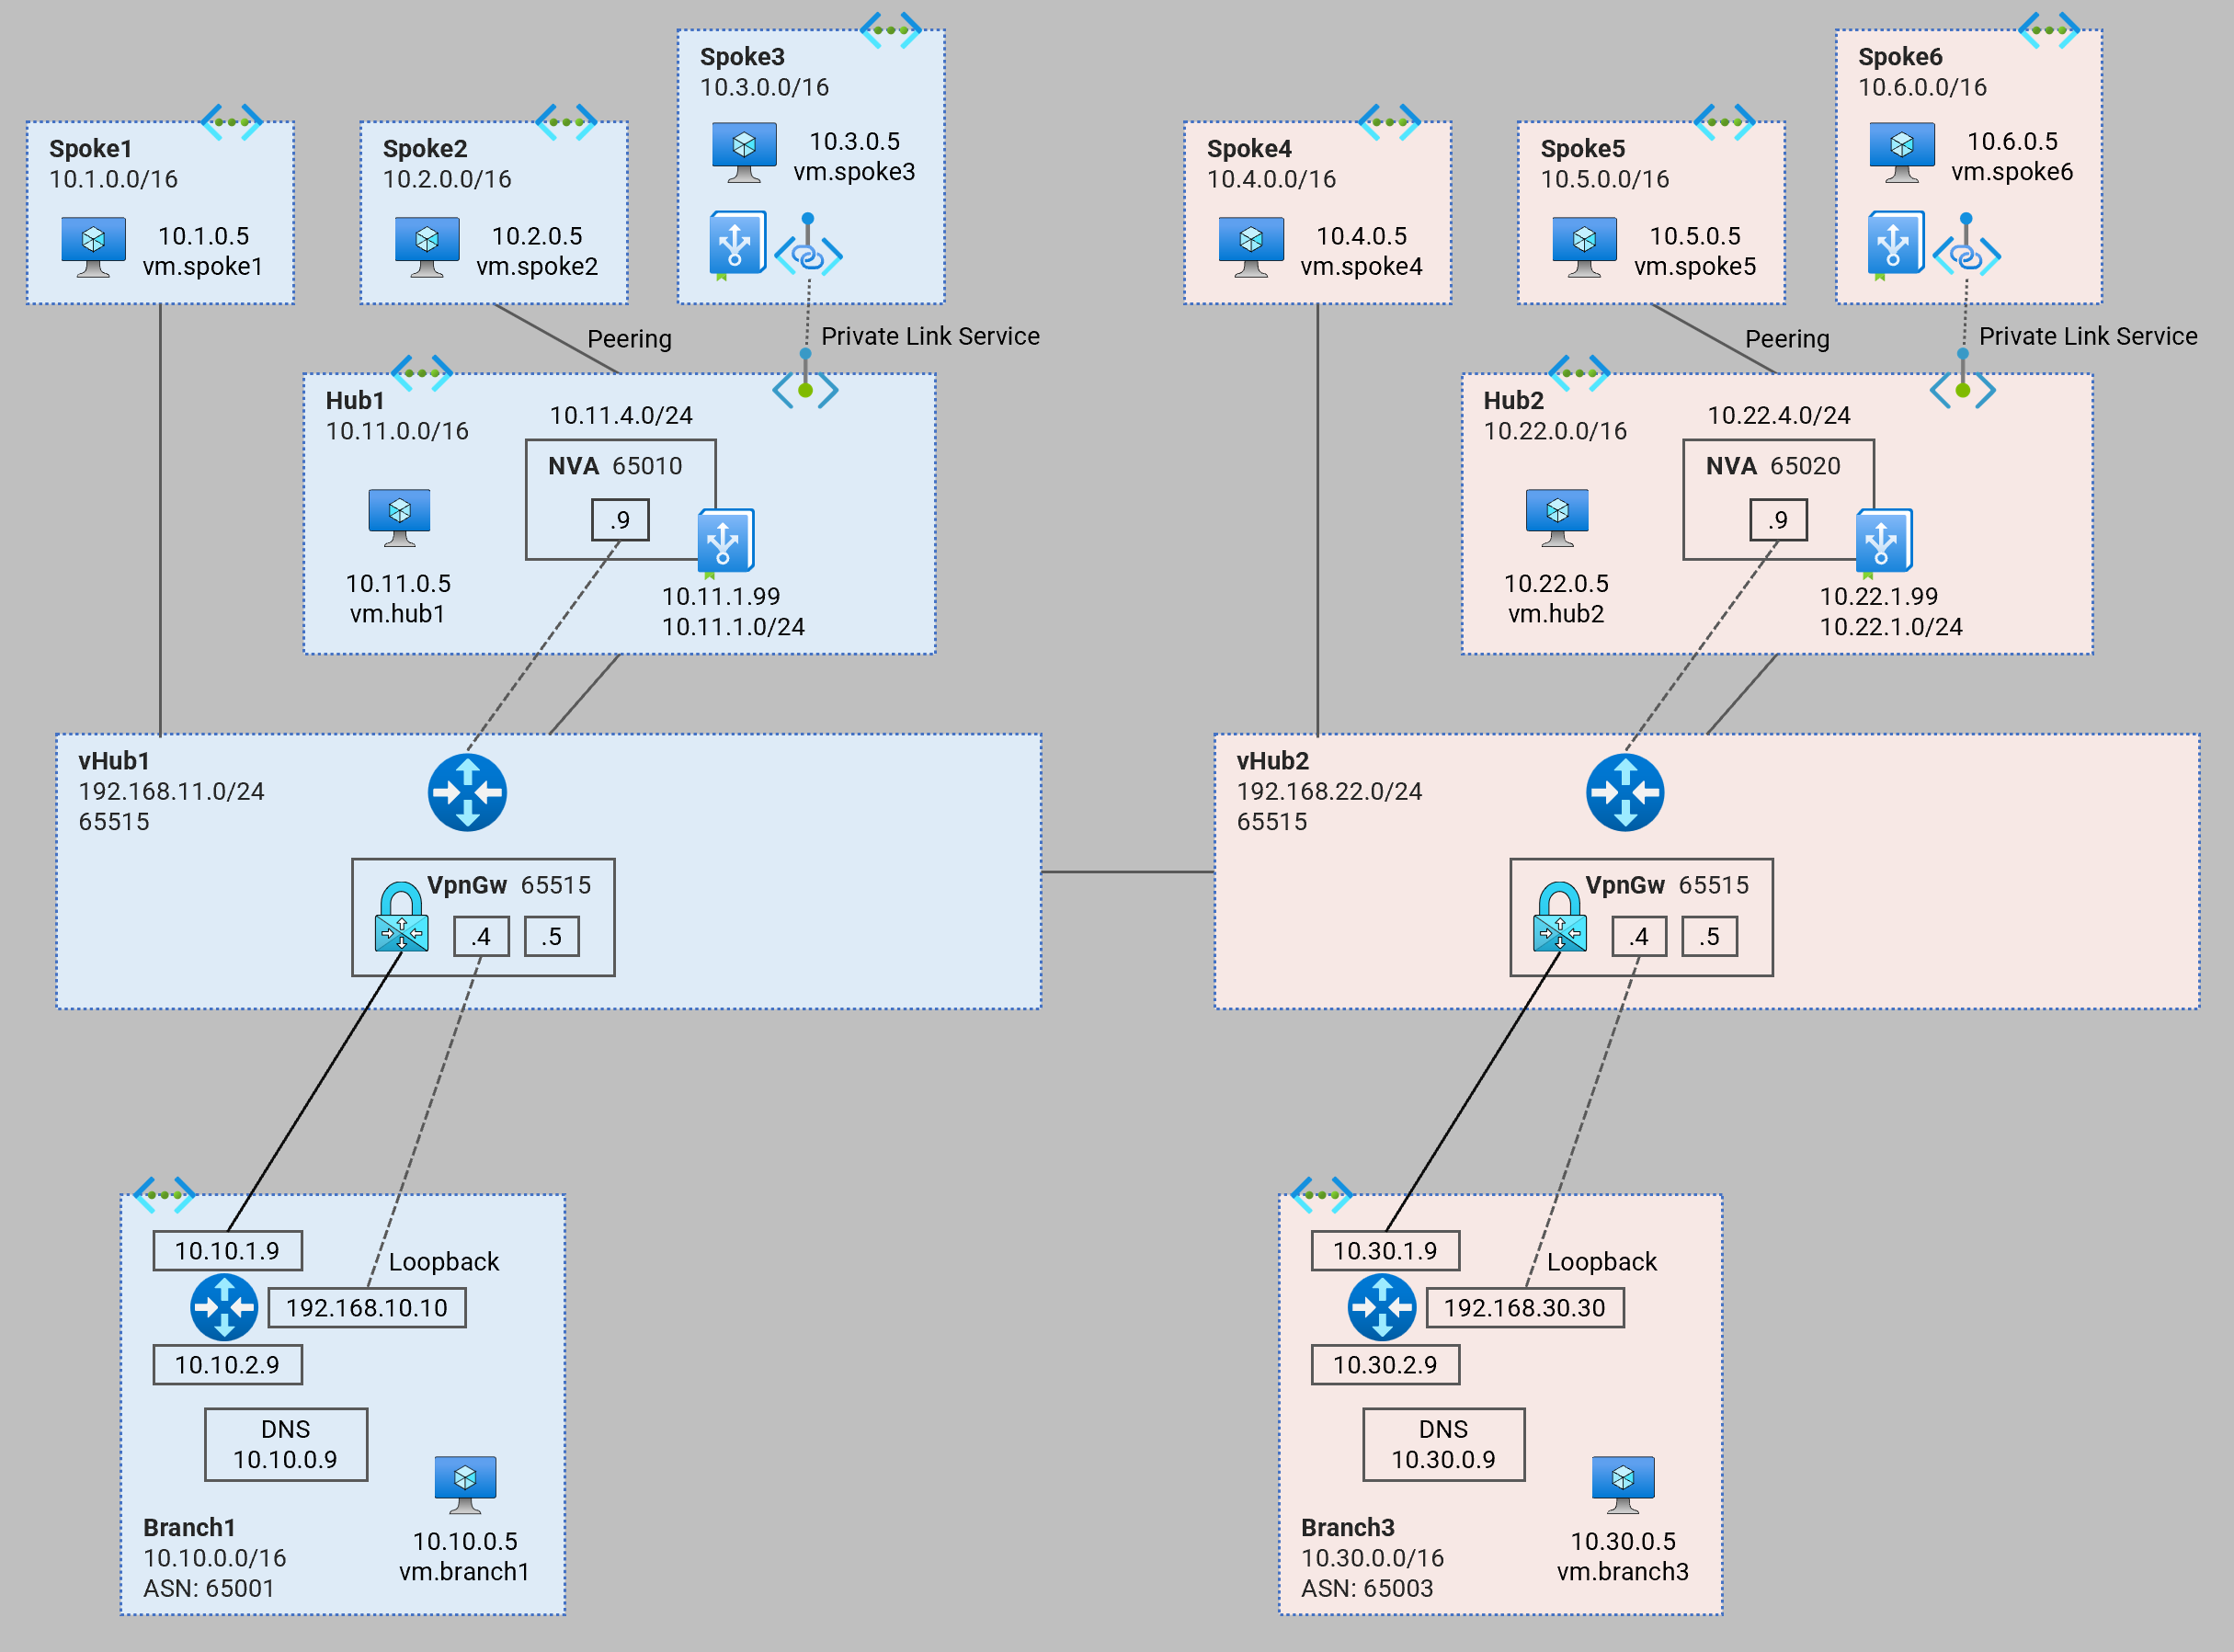 Spoke3
10.3.0.0/16
10.3.0.5
vm.spoke3
Spoke6
10.6.0.0/16
10.6.0.5
vm.spoke6
Spoke1
10.1.0.0/16
10.1.0.5
vm.spoke1
Spoke2
10.2.0.0/16
10.2.0.5
vm.spoke2
Spoke4
10.4.0.0/16
10.4.0.5
vm.spoke4
Spoke5
10.5.0.0/16
10.5.0.5
vm.spoke5
Peering
Private Link Service
Peering
Private Link Service
Hub1
10.11.0.0/16
10.11.4.0/24
NVA 65010
.9
10.11.0.5
vm.hub1
10.11.1.99
10.11.1.0/24
Hub2
10.22.0.0/16
10.22.4.0/24
NVA 65020
.9
10.22.0.5
vm.hub2
10.22.1.99
10.22.1.0/24
vHub1
192.168.11.0/24
65515
VpnGw 65515
.4
.5
vHub2
192.168.22.0/24
65515
VpnGw 65515
.4
.5
10.10.1.9
Loopback
192.168.10.10
10.10.2.9
DNS
10.10.0.9
Branch1
10.10.0.0/16
ASN: 65001
10.10.0.5
vm.branch1
10.30.1.9
Loopback
192.168.30.30
10.30.2.9
DNS
10.30.0.9
Branch3
10.30.0.0/16
ASN: 65003
10.30.0.5
vm.branch3